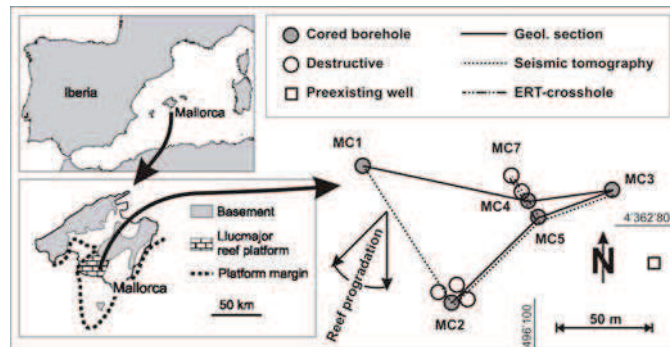 Iberia
Mallorca
Basement
Llucmajor
reef platform
Platform margin
Mallorca
50 km
Cored borehole
Destructive
Preexisting well
Geol. section
Seismic tomography
ERT-crosshole
MC1
MC7
MC3
MC4
MC5
4'362'80
Reef progradation
N
MC2
496'100
50 m